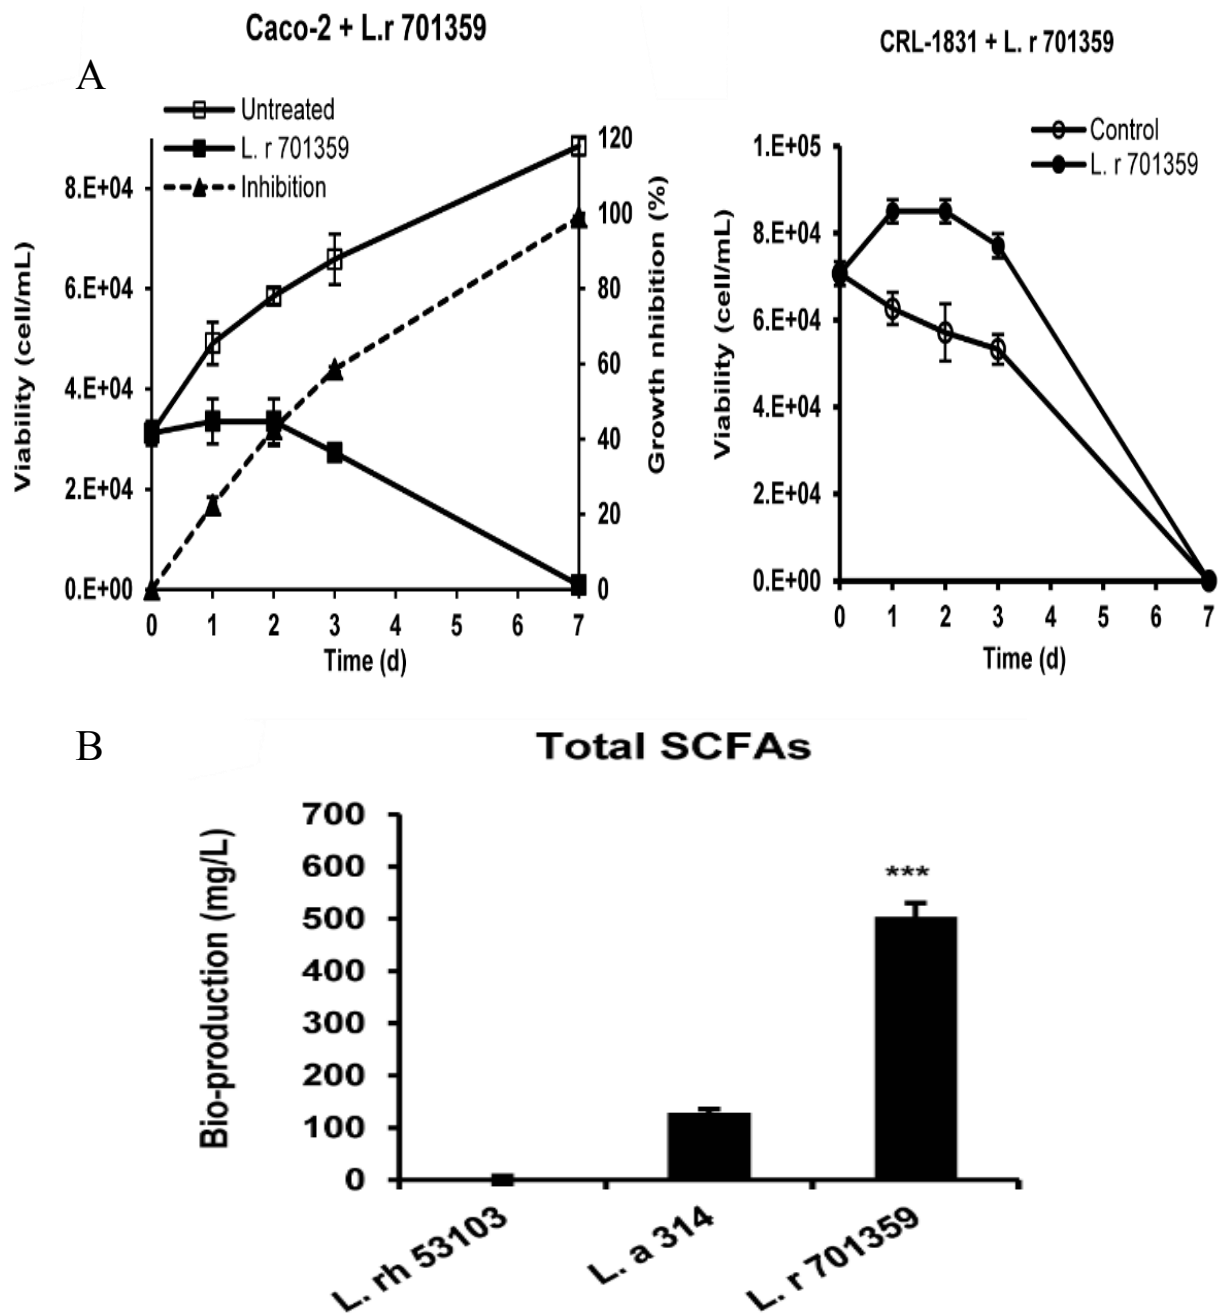 Caco-2 + L.r 701359
CRL-1831 + L. r 701359
A
Untreated
L. r 701359
Inhibition
8.E+04
6.E+04
4.E+04
2.E+04
0.E+00
Viability (cell/mL)
120
100
80
60
40
20
0
Growth nhibition (%)
0 1 2 3 4 5 6 7
Time (d)
Control
L. r 701359
1.E+05
8.E+04
6.E+04
4.E+04
2.E+04
0.E+00
Viability (cell/mL)
0 1 2 3 4 5 6 7
Time (d)
B
Total SCFAs
700
600
500
400
300
200
100
0
Bio-production (mg/L)
***
L. rh 53103
L. a 314
L. r 701359